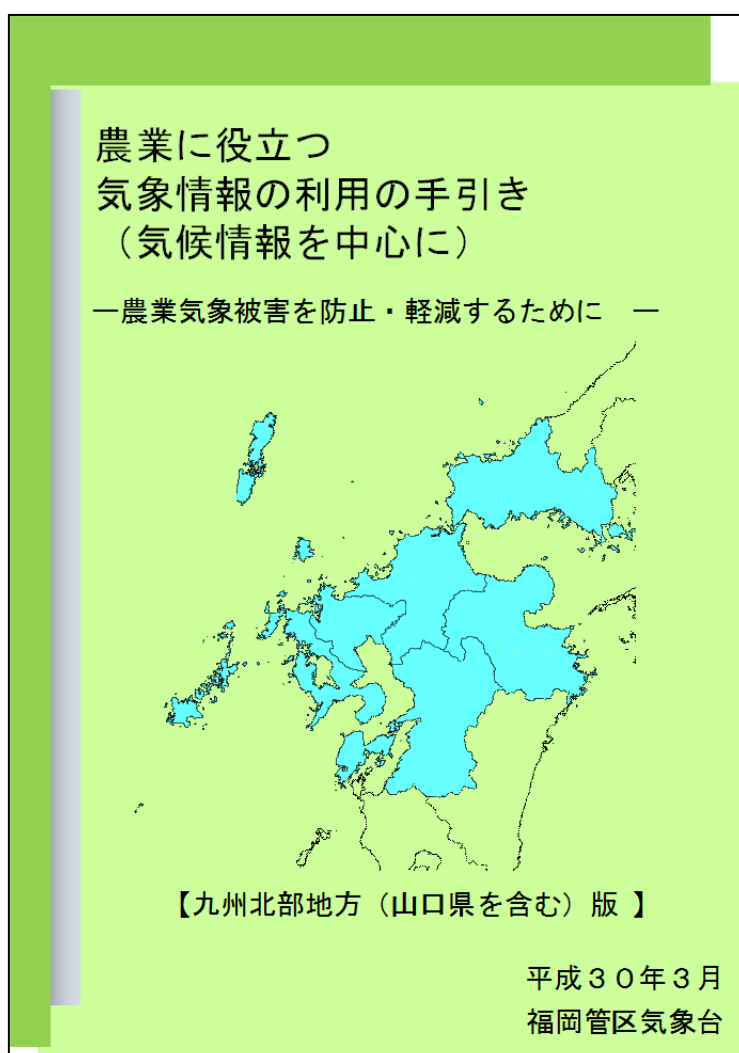 農業に役立つ
気象情報の利用の手引き
（気候情報を中心に）
―農業気象被害を防止・軽減するために　―
【九州北部地方（山口県を含む）版 】
平成３０年３月
福岡管区気象台